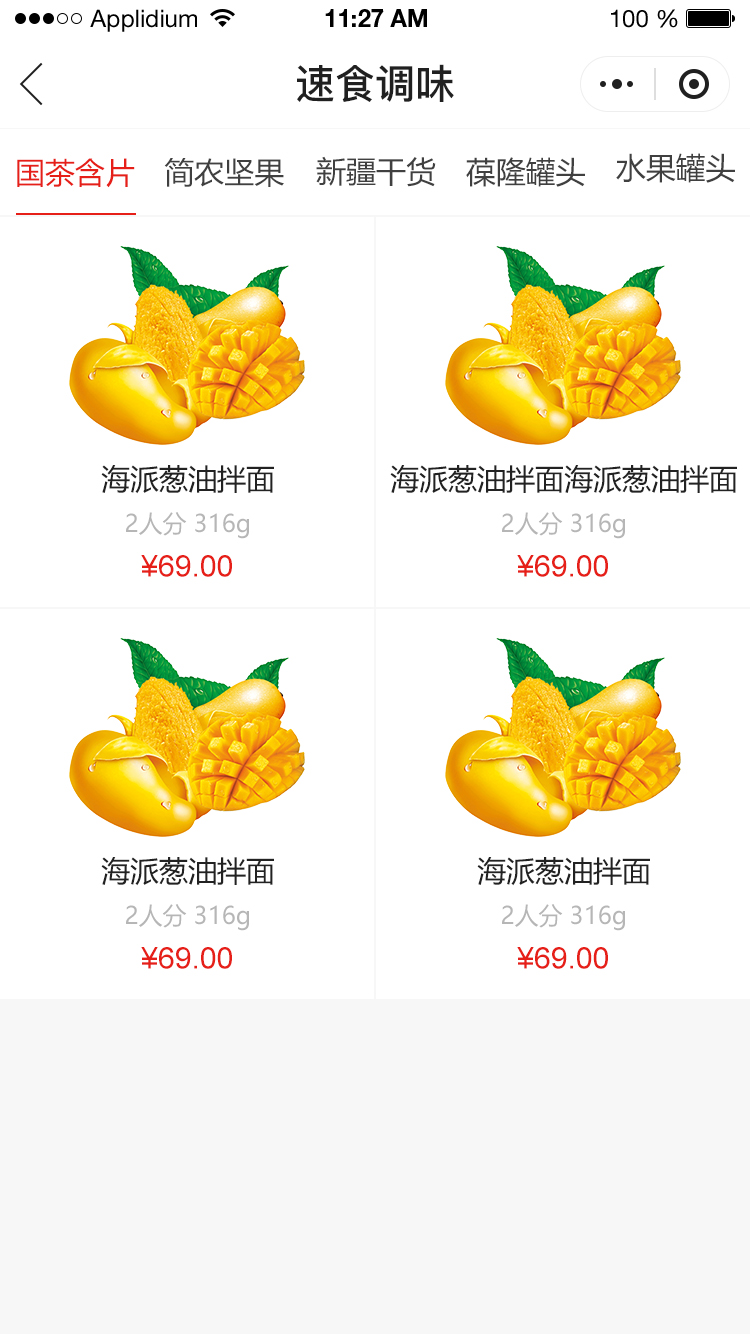 Applidium 11:27 AM 100 %
速食调味
国茶含片 简农坚果 新疆干货 葆隆罐头 水果罐头
海派葱油拌面 海派葱油拌面海派葱油拌面
2人分 316g 2人分 316g
¥69.00 ¥69.00
海派葱油拌面 海派葱油拌面
2人分 316g 2人分 316g
¥69.00 ¥69.00